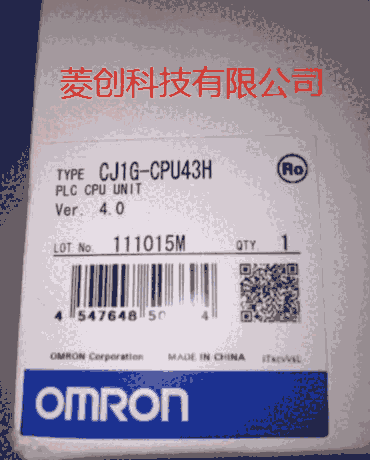 菱创科技有限公司
TYPE CJ1G-CPU43H
Ro
PLC CPU UNIT
Ver. 4.0
LOT No. 111015M QTY 1
4 547648 50 4
OMRON Corporation MADE IN CHINA
OMRON